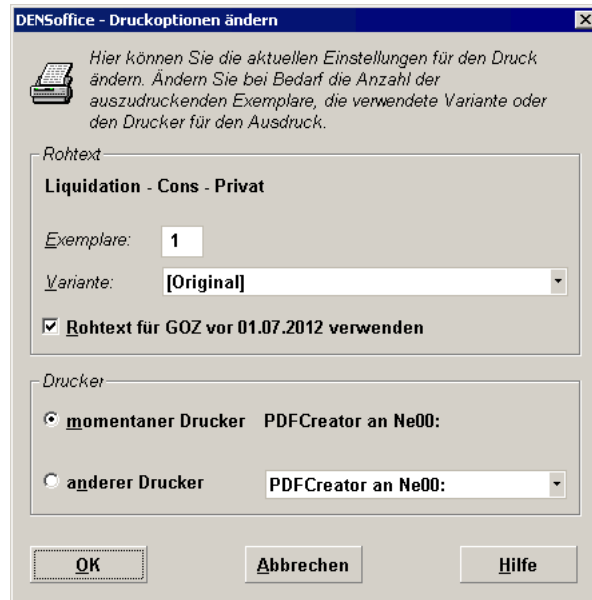 DENSoffice - Druckoptionen ändern
Hier können Sie die aktuellen Einstellungen für den Druck
ändern. Ändern Sie bei Bedarf die Anzahl der
auszudruckenden Exemplare, die verwendete Variante oder
den Drucker für den Ausdruck.
Rohtext
Liquidation - Cons - Privat
Exemplare: 1
Variante: [Original]
Rohtext für GOZ vor 01.07.2012 verwenden
Drucker
momentaner Drucker PDFCreator an Ne00:
anderer Drucker PDFCreator an Ne00:
OK Abbrechen Hilfe